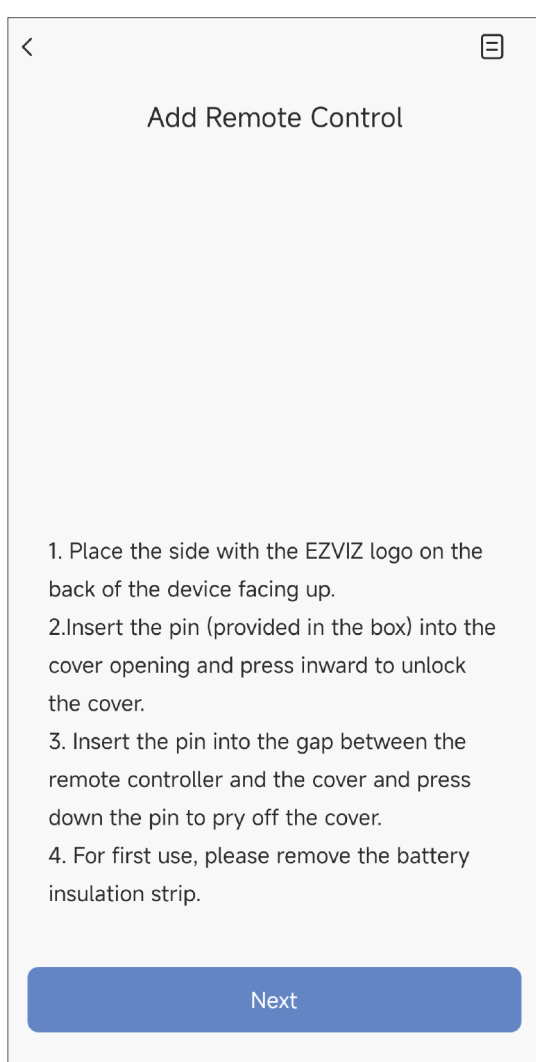 Add Remote Control
1. Place the side with the EZVIZ logo on the
back of the device facing up.
2.Insert the pin (provided in the box) into the
cover opening and press inward to unlock
the cover.
3. Insert the pin into the gap between the
remote controller and the cover and press
down the pin to pry off the cover.
4. For first use, please remove the battery
insulation strip.
Next